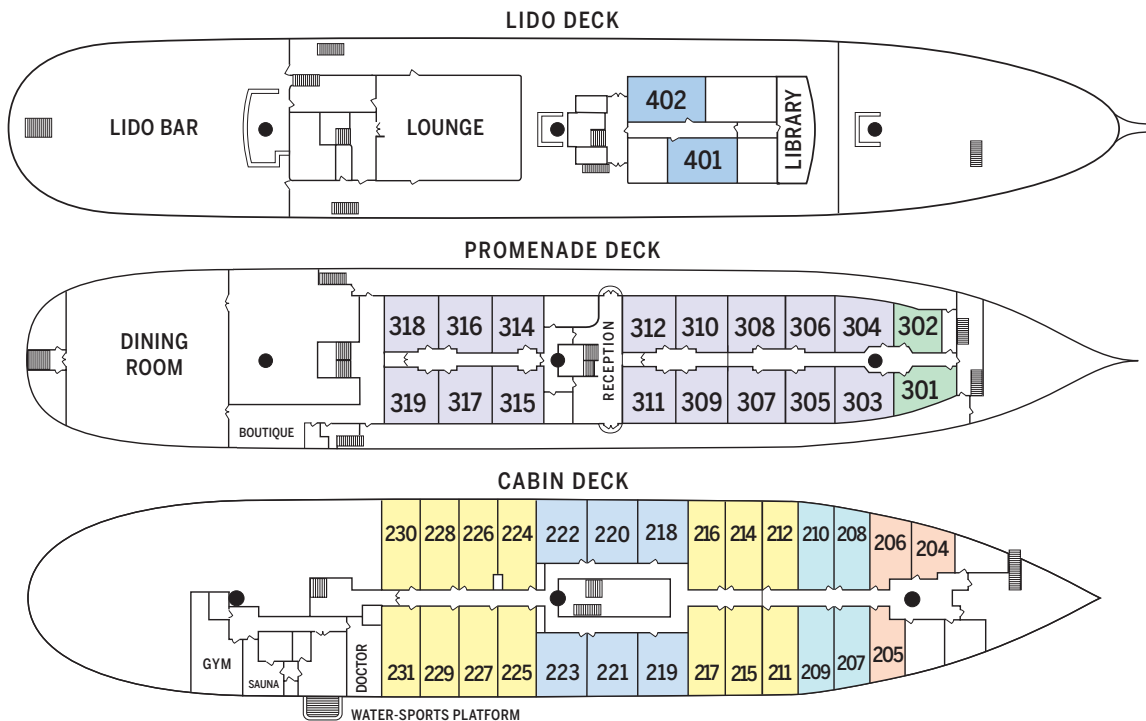 LIDO DECK
402
LIDO BAR
LOUNGE
LIBRARY
401
PROMENADE DECK
318 316 314 312 310 308 306 304 302
DINING
ROOM
RECEPTION
319 317 315 311 309 307 305 303 301
BOUTIQUE
CABIN DECK
230 228 226 224 222 220 218 216 214 212 210 208 206 204
GYM
SAUNA
DOCTOR
231 229 227 225 223 221 219 217 215 211 209 207 205
WATER-SPORTS PLATFORM